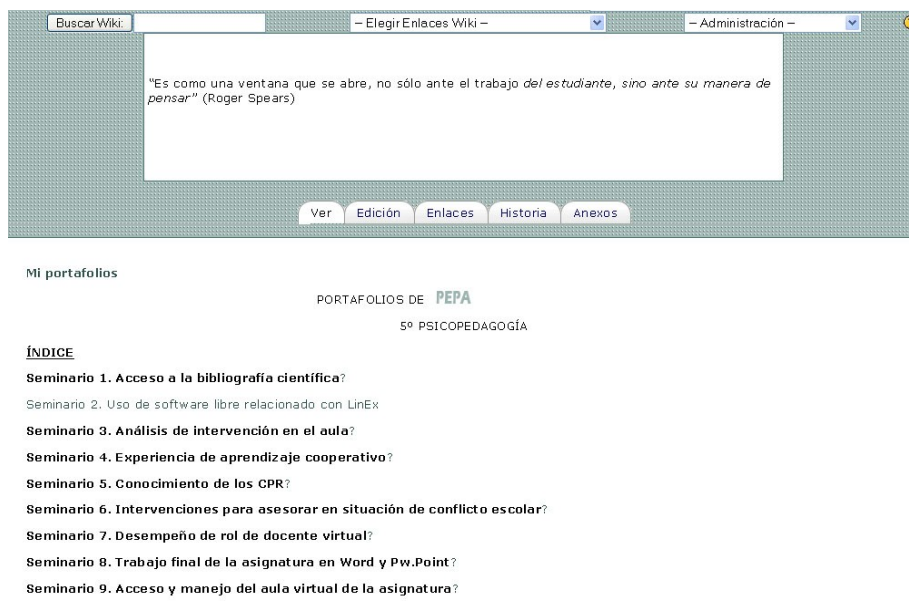 Buscar Wiki: – Elegir Enlaces Wiki – – Administración –
"Es como una ventana que se abre, no sólo ante el trabajo del estudiante, sino ante su manera de
pensar" (Roger Spears)
Ver Edición Enlaces Historia Anexos
Mi portafolios
PORTAFOLIOS DE PEPA
5º PSICOPEDAGOGÍA
ÍNDICE
Seminario 1. Acceso a la bibliografía científica?
Seminario 2. Uso de software libre relacionado con LinEx
Seminario 3. Análisis de intervención en el aula?
Seminario 4. Experiencia de aprendizaje cooperativo?
Seminario 5. Conocimiento de los CPR?
Seminario 6. Intervenciones para asesorar en situación de conflicto escolar?
Seminario 7. Desempeño de rol de docente virtual?
Seminario 8. Trabajo final de la asignatura en Word y Pw.Point?
Seminario 9. Acceso y manejo del aula virtual de la asignatura?